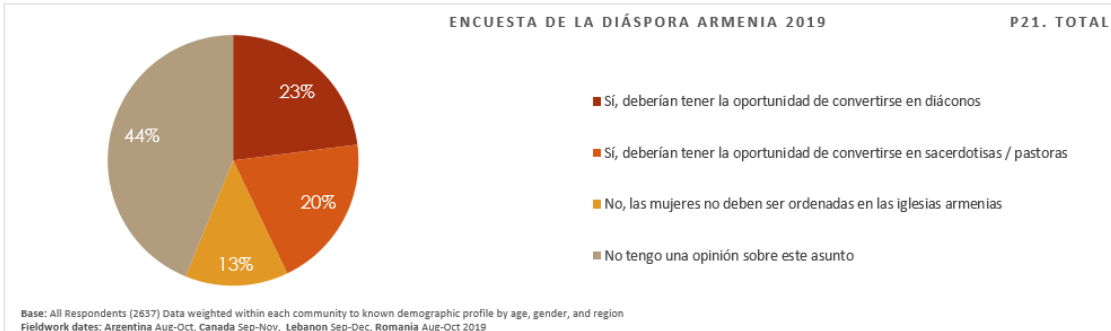 ENCUESTA DE LA DIÁSPORA ARMENIA 2019 P21. TOTAL
23%
44%
20%
13%
Sí, deberían tener la oportunidad de convertirse en diáconos
Sí, deberían tener la oportunidad de convertirse en sacerdotisas / pastoras
No, las mujeres no deben ser ordenadas en las iglesias armenias
No tengo una opinión sobre este asunto
Base: All Respondents (2637) Data weighted within each community to known demographic profile by age, gender, and region
Fieldwork dates: Argentina Aug-Oct, Canada Sep-Nov, Lebanon Sep-Dec, Romania Aug-Oct 2019